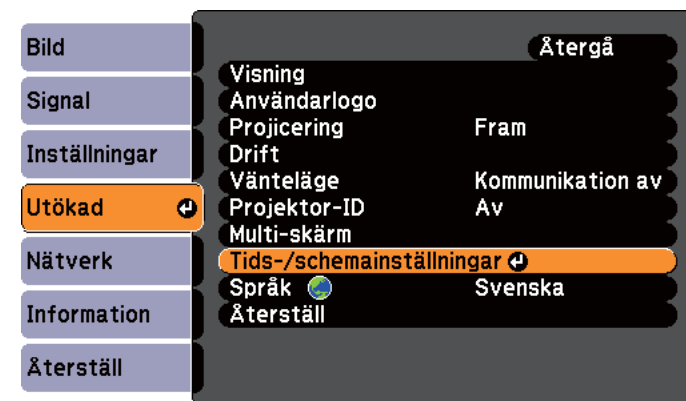 Bild
Signal
Inställningar
Utökad
Nätverk
Information
Återställ
Återgå
Visning
Användarlogo
Projicering Fram
Drift
Vänteläge Kommunikation av
Projektor-ID Av
Multi-skärm
Tids-/schemainställningar
Språk Svenska
Återställ